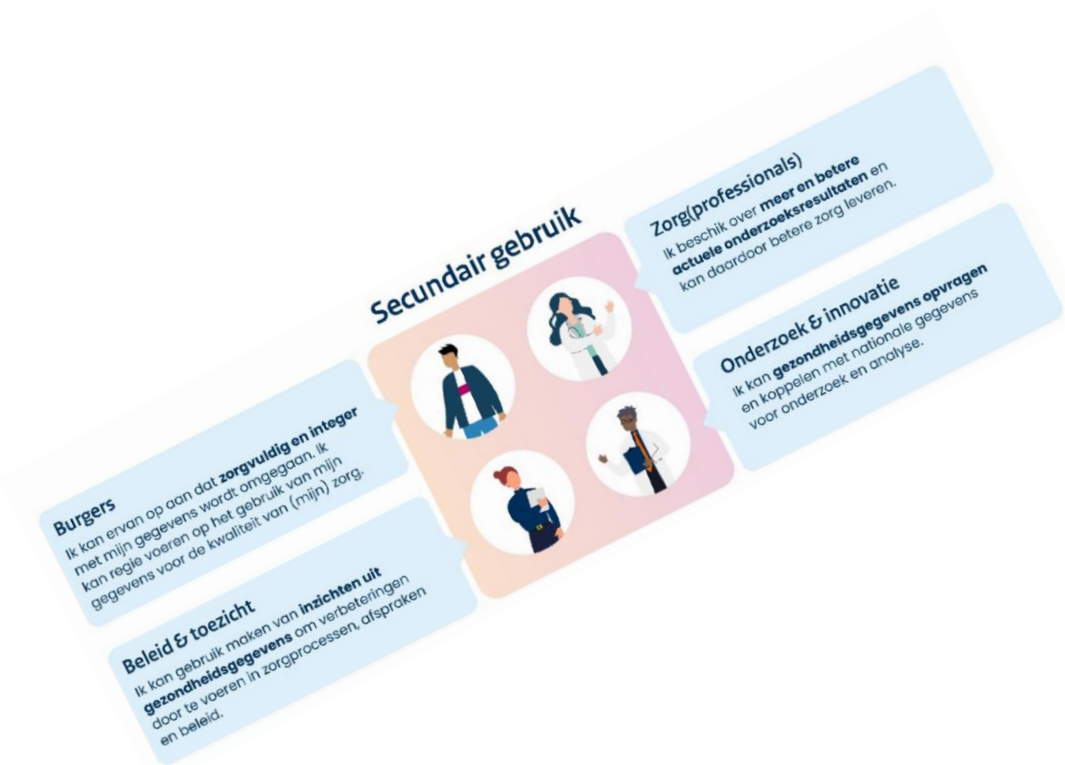 Secundair gebruik
Burgers
Ik kan ervan op aan dat zorgvuldig en integer
met mijn gegevens wordt omgegaan. Ik
kan regie voeren op het gebruik van mijn
gegevens voor de kwaliteit van (mijn) zorg.
Beleid & toezicht
Ik kan gebruik maken van inzichten uit
gezondheidsgegevens om verbeteringen
door te voeren in zorgprocessen, afspraken
en beleid.
Zorg(professionals)
Ik beschik over meer en betere
actuele onderzoeksresultaten en
kan daardoor betere zorg leveren.
Onderzoek & innovatie
Ik kan gezondheidsgegevens opvragen
en koppelen met nationale gegevens
voor onderzoek en analyse.